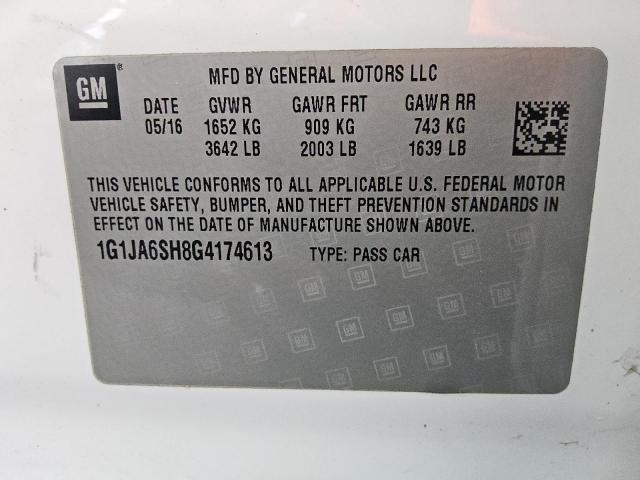 GM
MFD BY GENERAL MOTORS LLC
DATE GVWR GAWR FRT GAWR RR
05/16 1652 KG 909 KG 743 KG
3642 LB 2003 LB 1639 LB
THIS VEHICLE CONFORMS TO ALL APPLICABLE U.S. FEDERAL MOTOR
VEHICLE SAFETY, BUMPER, AND THEFT PREVENTION STANDARDS IN
EFFECT ON THE DATE OF MANUFACTURE SHOWN ABOVE.
1G1JA6SH8G4174613 TYPE: PASS CAR